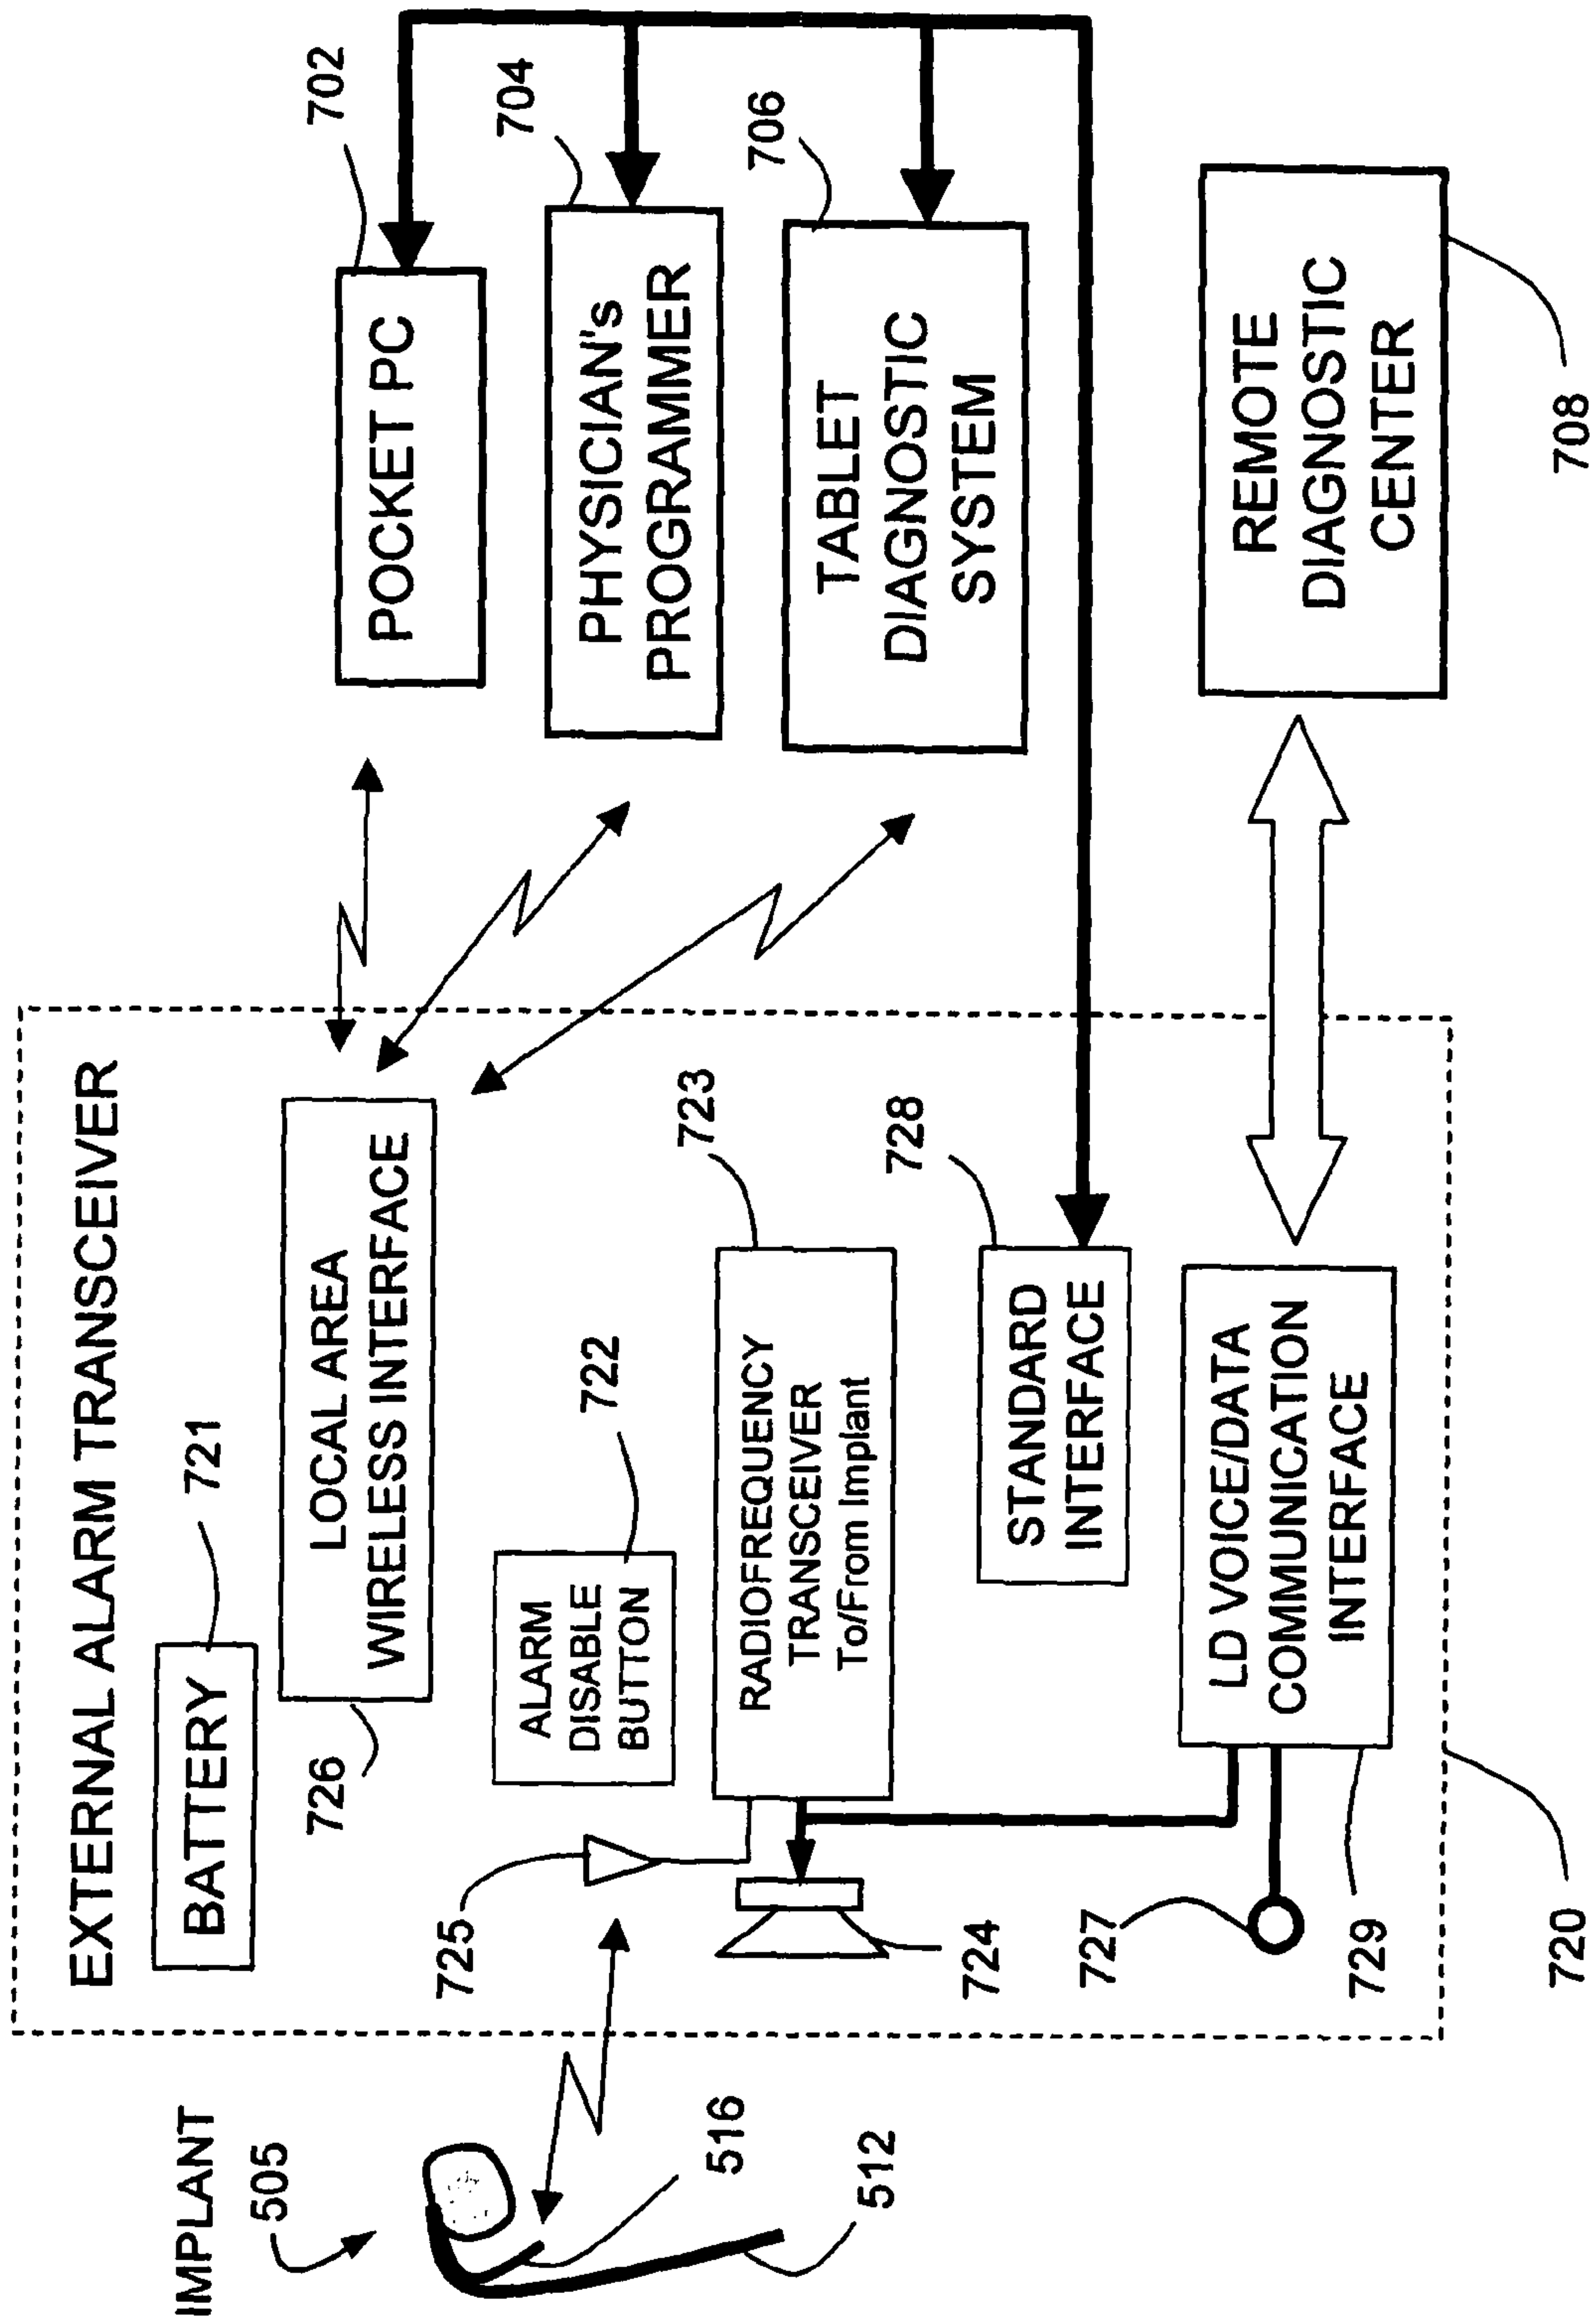 IMPLANT
505
516
512
EXTERNAL ALARM TRANSCEIVER
BATTERY
721
LOCAL AREA
WIRELESS INTERFACE
726
ALARM
DISABLE
BUTTON
722
725
RADIOFREQUENCY
TRANSCEIVER
To/From Implant
723
724
STANDARD
INTERFACE
728
LD VOICE/DATA
COMMUNICATION
INTERFACE
727
729
720
POCKET PC
702
PHYSICIAN's
PROGRAMMER
704
TABLET
DIAGNOSTIC
SYSTEM
706
REMOTE
DIAGNOSTIC
CENTER
708